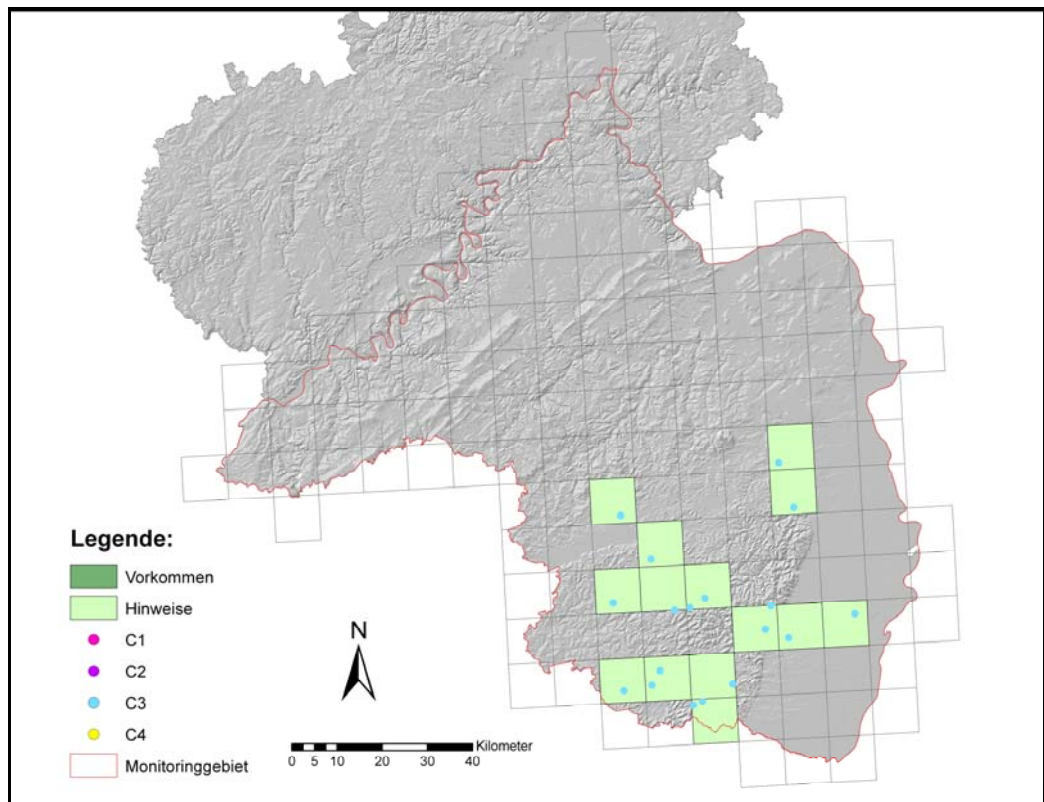 Legende:
Vorkommen
Hinweise
C1
C2
C3
C4
Monitoringgebiet
N
Kilometer
0 5 10 20 30 40